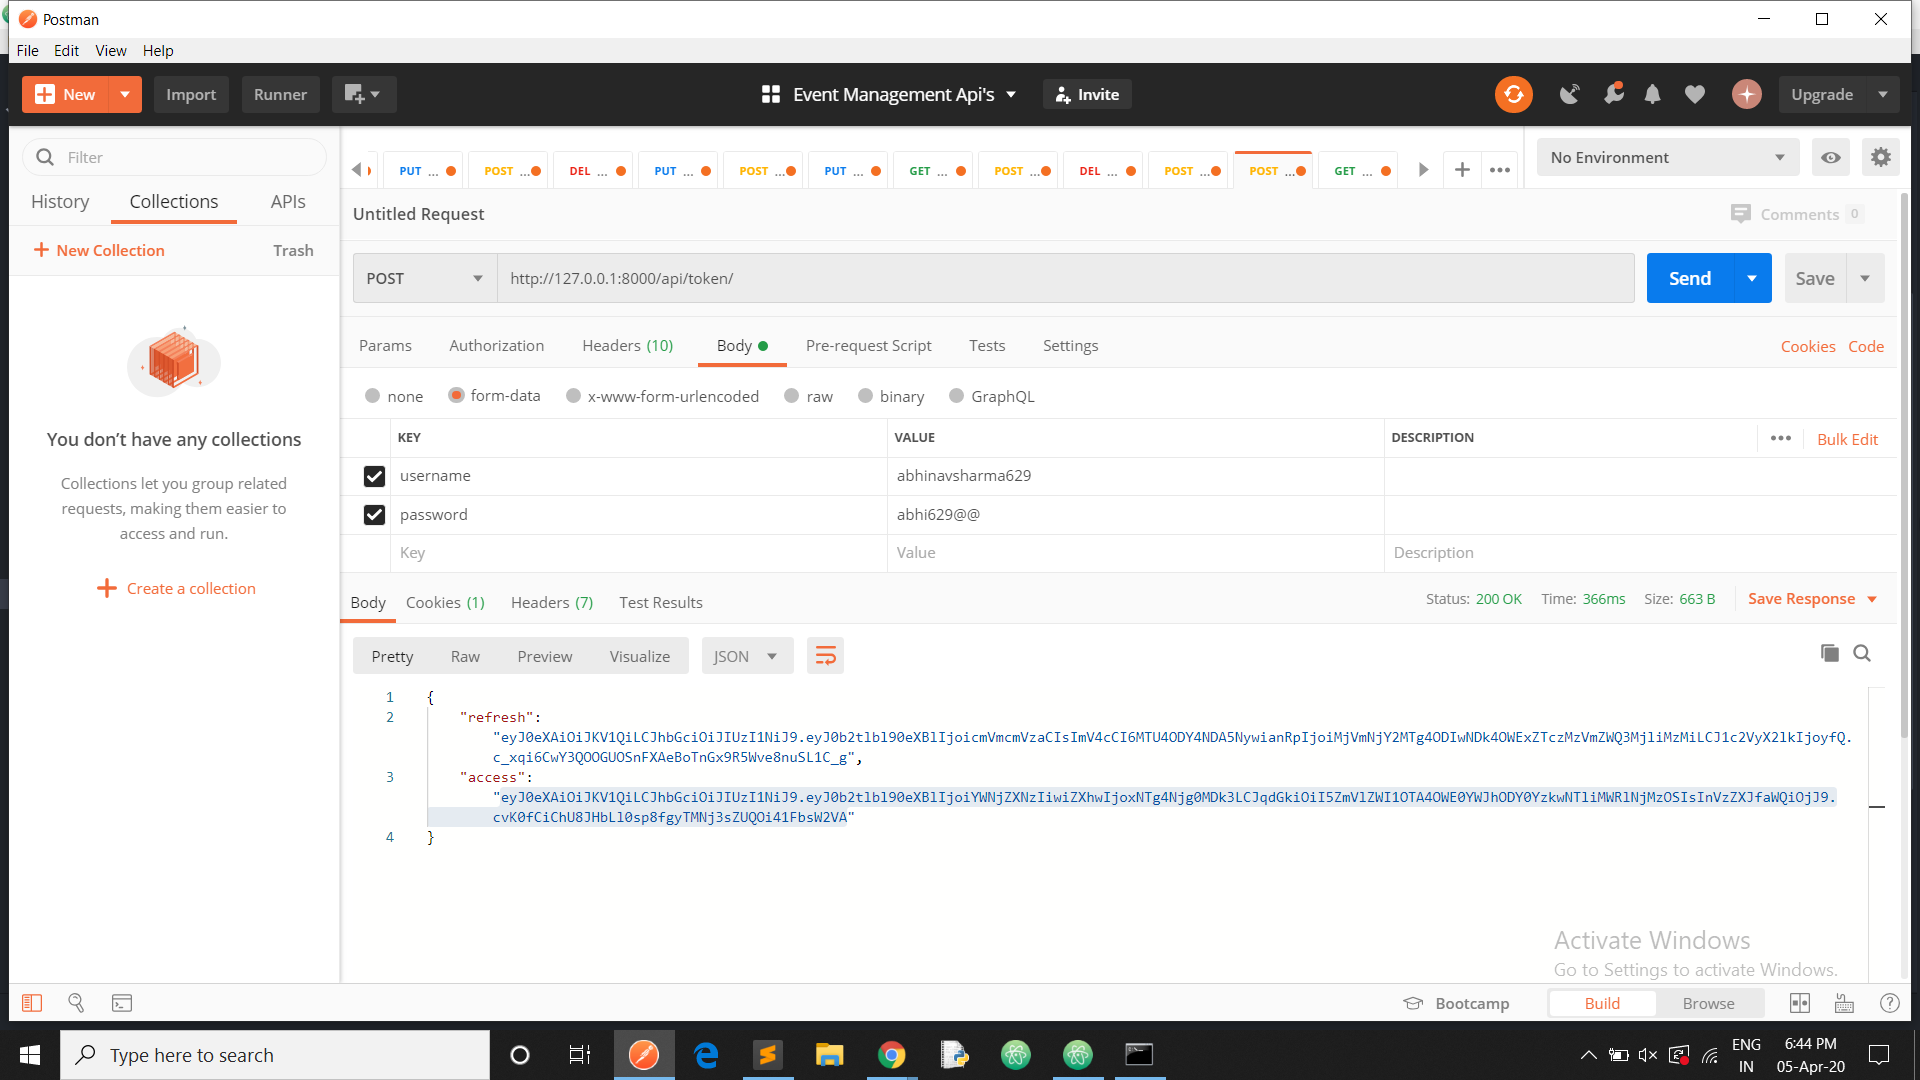 Postman
File Edit View Help
New Import Runner Event Management Api's Invite Upgrade
Filter
PUT ... POST ... DEL ... PUT ... POST ... PUT ... GET ... POST ... DEL ... POST ... POST ... GET ...
No Environment
History Collections APIs
Untitled Request
Comments 0
New Collection Trash
POST http://127.0.0.1:8000/api/token/ Send Save
Params Authorization Headers (10) Body Pre-request Script Tests Settings Cookies Code
none form-data x-www-form-urlencoded raw binary GraphQL
KEY VALUE DESCRIPTION Bulk Edit
username abhinavsharma629
password abhi629@@
Key Value Description
You don't have any collections
Collections let you group related
requests, making them easier to
access and run.
Create a collection
Body Cookies (1) Headers (7) Test Results Status: 200 OK Time: 366ms Size: 663 B Save Response
Pretty Raw Preview Visualize JSON
1 {
2 "refresh":
"eyJ0eXAiOiJKV1QiLCJhbGciOiJIUzI1NiJ9.eyJ0b2tlbl90eXBlIjoicmVmcmVzaCIsImV4cCI6MTU4ODY4NDA5NywianRpIjoiMjVmNjY2MTg4ODIwNDk4OWExZTczMzVmZWQ3MjliMzMiLCJ1c2VyX2lkIjoyfQ.
c_xqi6CwY3QOOGUOSnFXAeBoTnGx9R5Wve8nuSL1C_g",
3 "access":
"eyJ0eXAiOiJKV1QiLCJhbGciOiJIUzI1NiJ9.eyJ0b2tlbl90eXBlIjoiYWNjZXNzIiwiZXhwIjoxNTg4Njg0MDk3LCJqdGkiOiI5ZmVlZWI1OTA4OWE0YWJhODY0YzkwNTliMWRlNjMzOSIsInVzZXJfaWQiOjJ9.
cvK0fCiChU8JHbLl0sp8fgyTMNj3sZUQOi41FbsW2VA"
4 }
Activate Windows
Go to Settings to activate Windows.
Bootcamp Build Browse
Type here to search
ENG
IN
6:44 PM
05-Apr-20